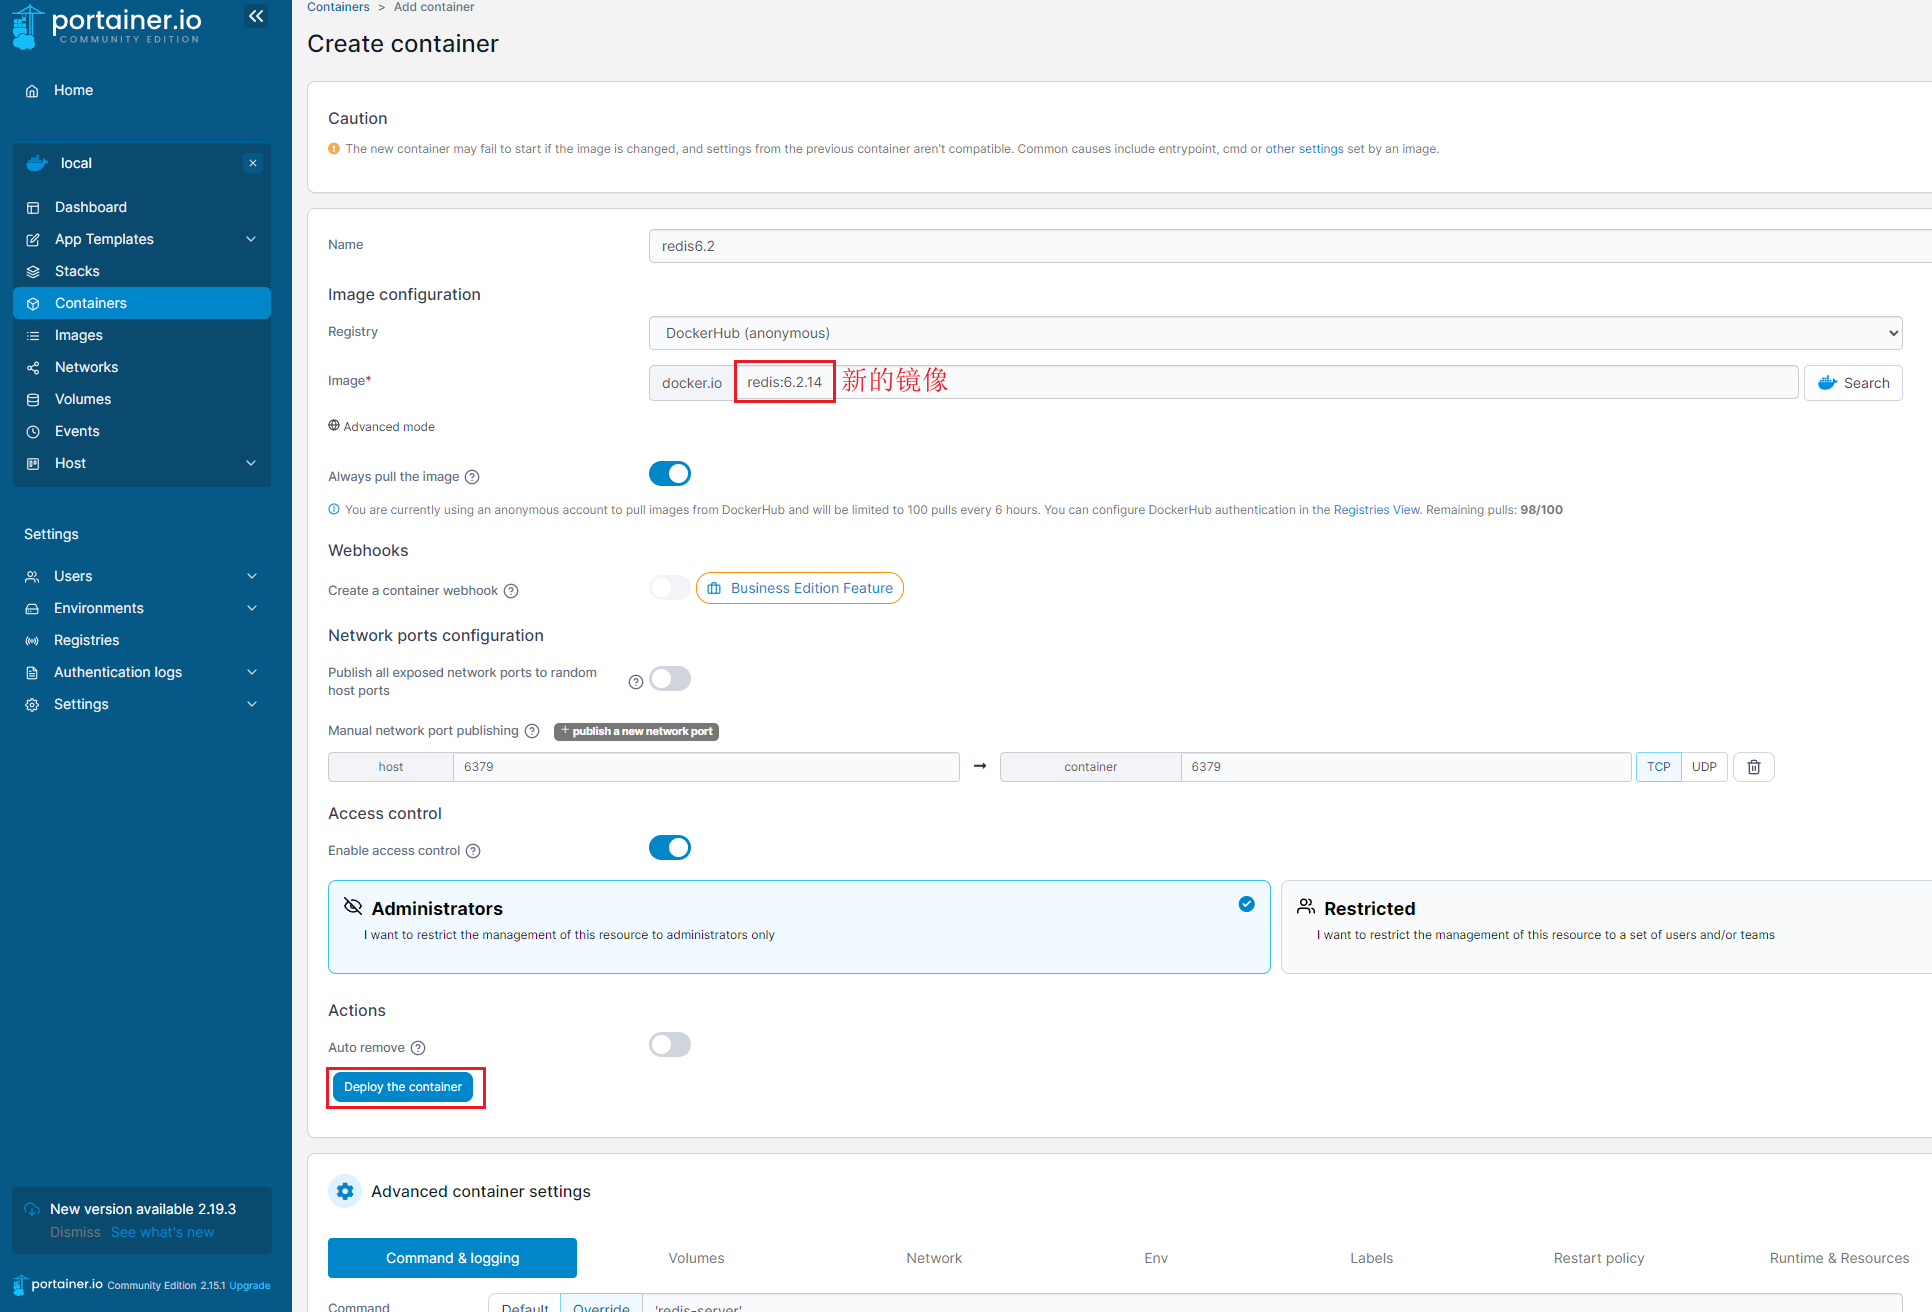 portainer.io
COMMUNITY EDITION
Home
local
Dashboard
App Templates
Stacks
Containers
Images
Networks
Volumes
Events
Host
Settings
Users
Environments
Registries
Authentication logs
Settings
New version available 2.19.3
Dismiss See what's new
portainer.io Community Edition 2.15.1 Upgrade
Containers > Add container
Create container
Caution
The new container may fail to start if the image is changed, and settings from the previous container aren't compatible. Common causes include entrypoint, cmd or other settings set by an image.
Name redis6.2
Image configuration
Registry DockerHub (anonymous)
Image* docker.io redis:6.2.14 新的镜像 Search
Advanced mode
Always pull the image
You are currently using an anonymous account to pull images from DockerHub and will be limited to 100 pulls every 6 hours. You can configure DockerHub authentication in the Registries View. Remaining pulls: 98/100
Webhooks
Create a container webhook Business Edition Feature
Network ports configuration
Publish all exposed network ports to random
host ports
Manual network port publishing + publish a new network port
host 6379 → container 6379 TCP UDP
Access control
Enable access control
Administrators
I want to restrict the management of this resource to administrators only
Restricted
I want to restrict the management of this resource to a set of users and/or teams
Actions
Auto remove
Deploy the container
Advanced container settings
Command & logging Volumes Network Env Labels Restart policy Runtime & Resources
Command Default Override 'redis-server'